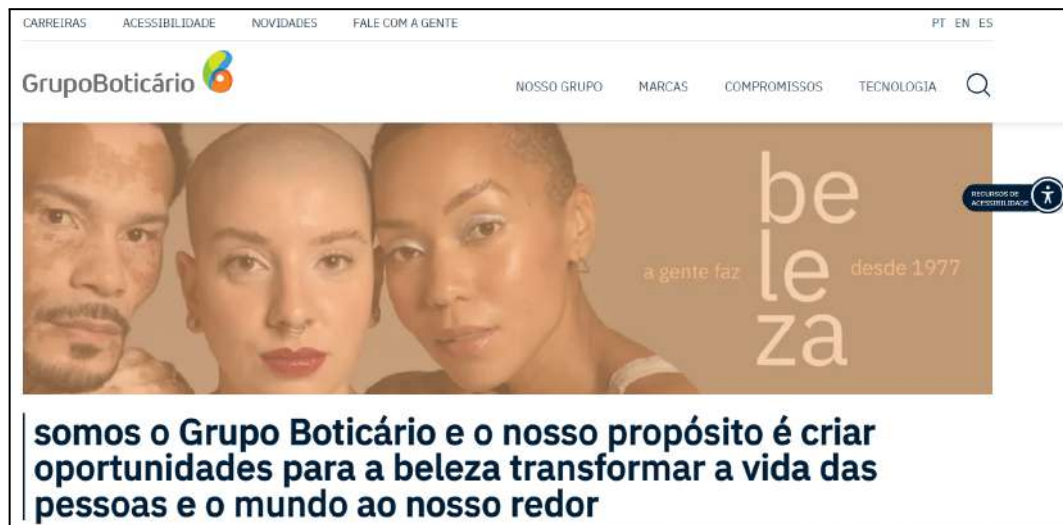 CARREIRAS ACESSIBILIDADE NOVIDADES FALE COM A GENTE PT EN ES
GrupoBoticário NOSSO GRUPO MARCAS COMPROMISSOS TECNOLOGIA
be
a gente faz le desde 1977
za
RECURSOS DE
ACESSIBILIDADE
somos o Grupo Boticário e o nosso propósito é criar
oportunidades para a beleza transformar a vida das
pessoas e o mundo ao nosso redor